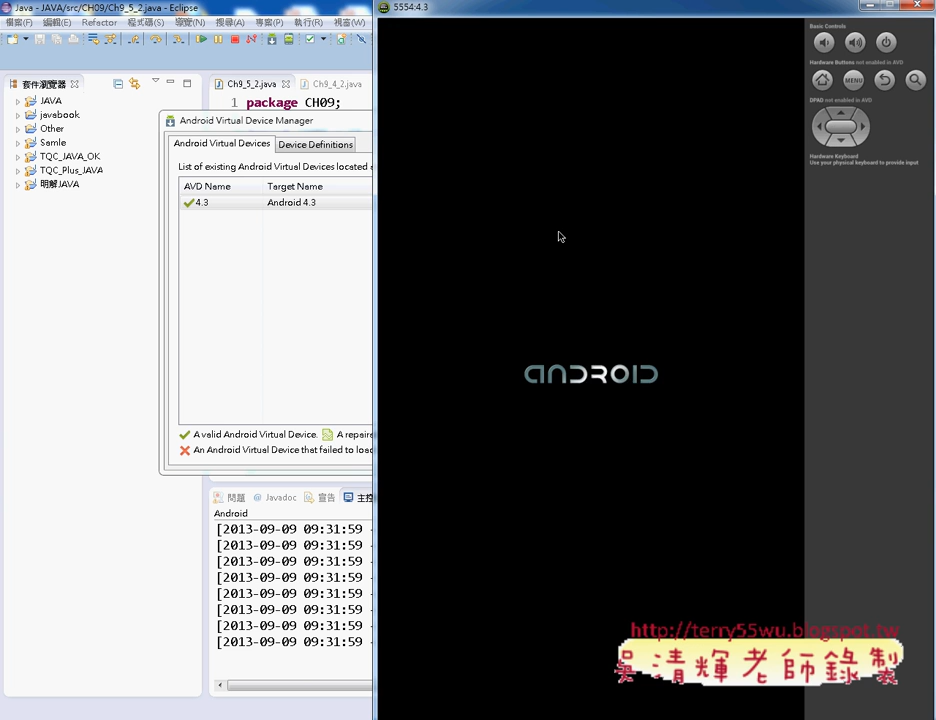 Java - JAVA/src/CH09/Ch9_5_2.java - Eclipse
檔案(F) 編輯(E) Refactor 程式碼(S) 導覽(N) 搜尋(A) 專案(P) 執行(R) 視窗(W)
套件瀏覽器
JAVA
javabook
Other
Samle
TQC_JAVA_OK
TQC_Plus_JAVA
明解JAVA
Ch9_5_2.java
Ch9_4_2.java
1 package CH09;
Android Virtual Device Manager
Android Virtual Devices
Device Definitions
List of existing Android Virtual Devices located
AVD Name
Target Name
4.3
Android 4.3
A valid Android Virtual Device.
A repaira
An Android Virtual Device that failed to load
問題 @ Javadoc 宣告 主控
Android
[2013-09-09 09:31:59 -
[2013-09-09 09:31:59 -
[2013-09-09 09:31:59 -
[2013-09-09 09:31:59 -
[2013-09-09 09:31:59 -
[2013-09-09 09:31:59 -
[2013-09-09 09:31:59 -
[2013-09-09 09:31:59 -
5554:4.3
ANDROID
Basic Controls
Hardware Buttons not enabled in AVD
MENU
DPAD not enabled in AVD
Hardware Keyboard
Use your physical keyboard to provide input
http://terry55wu.blogspot.tw
吳清輝老師錄製